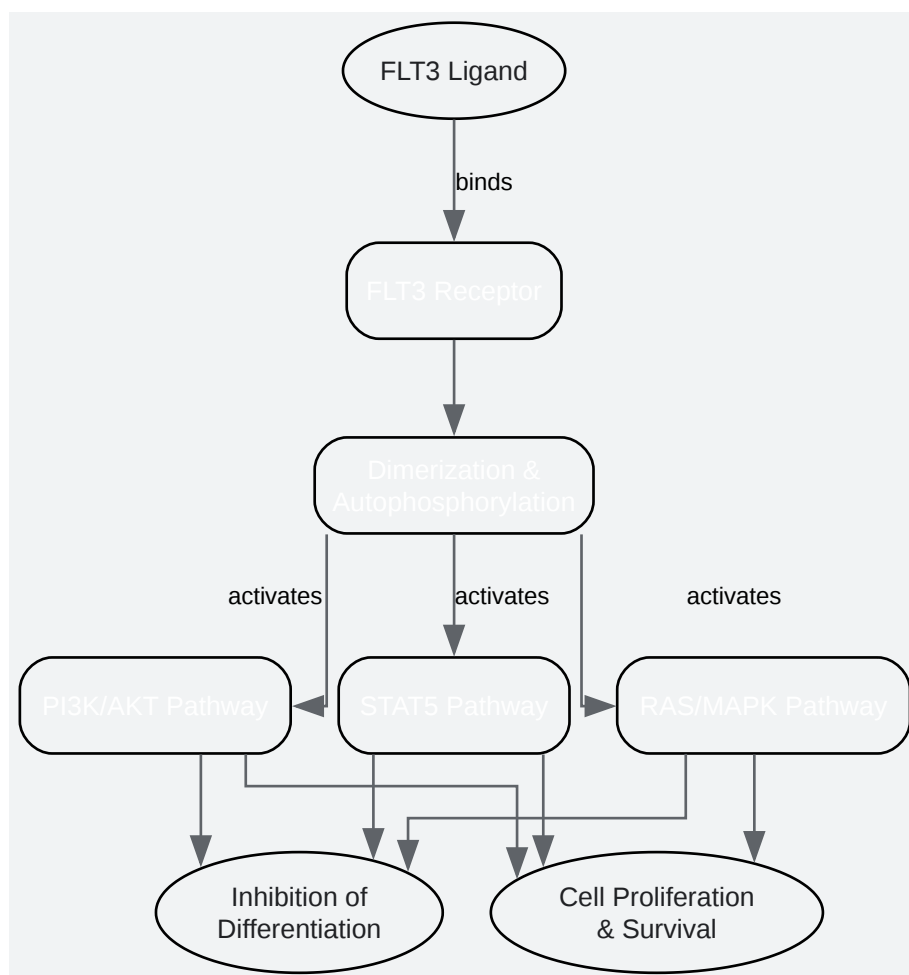 FLT3 Ligand
binds
FLT3 Receptor
Dimerization &
Autophosphorylation
activates
activates
activates
PI3K/AKT Pathway
STAT5 Pathway
RAS/MAPK Pathway
Inhibition of
Differentiation
Cell Proliferation
& Survival